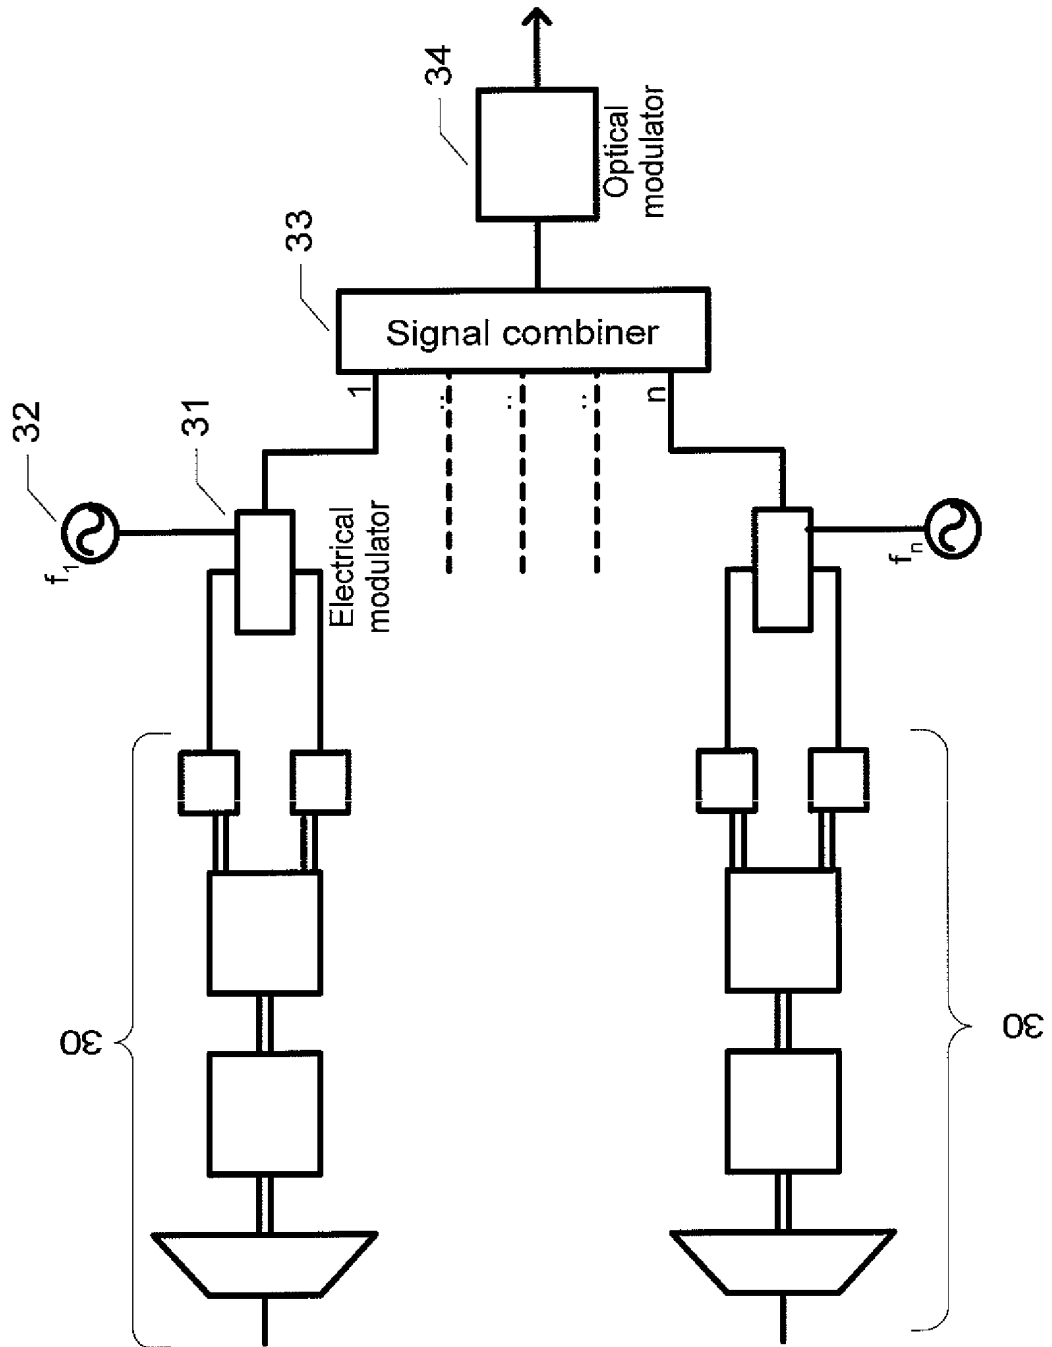 34
Optical
modulator
33
Signal combiner
1
..
..
..
n
32
31
f1
Electrical
modulator
fn
30
30